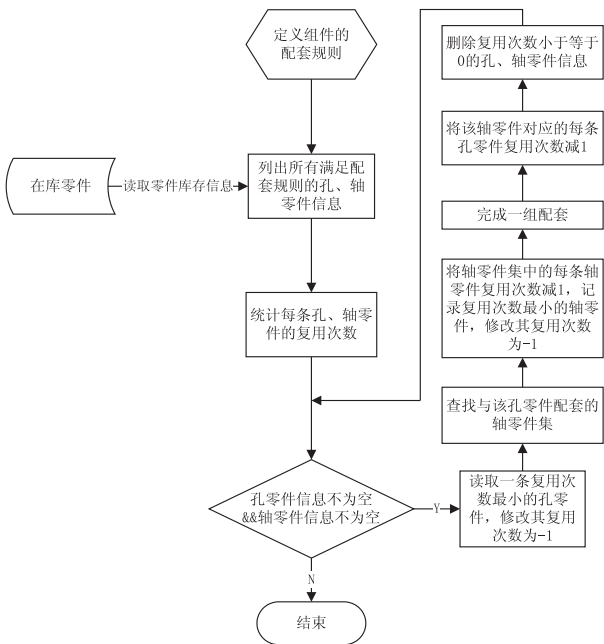 定义组件的
配套规则
在库零件
读取零件库存信息
列出所有满足配
套规则的孔、轴
零件信息
统计每条孔、轴零
件的复用次数
孔零件信息不为空
&&轴零件信息不为空
Y
N
结束
读取一条复用次
数最小的孔零
件，修改其复用
次数为-1
查找与该孔零件配套的
轴零件集
将轴零件集中的每条轴
零件复用次数减1，记
录复用次数最小的轴零
件，修改其复用次数
为-1
完成一组配套
将该轴零件对应的每条
孔零件复用次数减1
删除复用次数小于等于
0的孔、轴零件信息